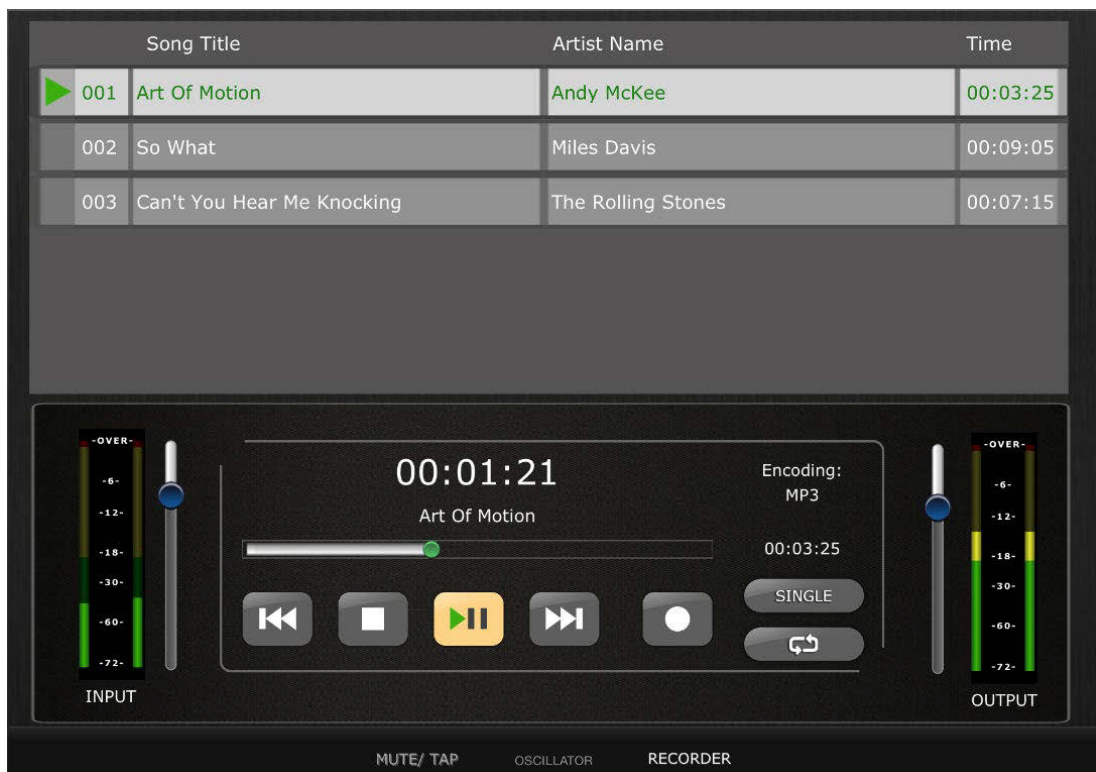 Song Title Artist Name Time
001 Art Of Motion Andy McKee 00:03:25
002 So What Miles Davis 00:09:05
003 Can't You Hear Me Knocking The Rolling Stones 00:07:15
-OVER-
-6-
-12-
-18-
-30-
-60-
-72-
INPUT
00:01:21
Art Of Motion
Encoding:
MP3
00:03:25
SINGLE
-OVER-
-6-
-12-
-18-
-30-
-60-
-72-
OUTPUT
MUTE/ TAP OSCILLATOR RECORDER